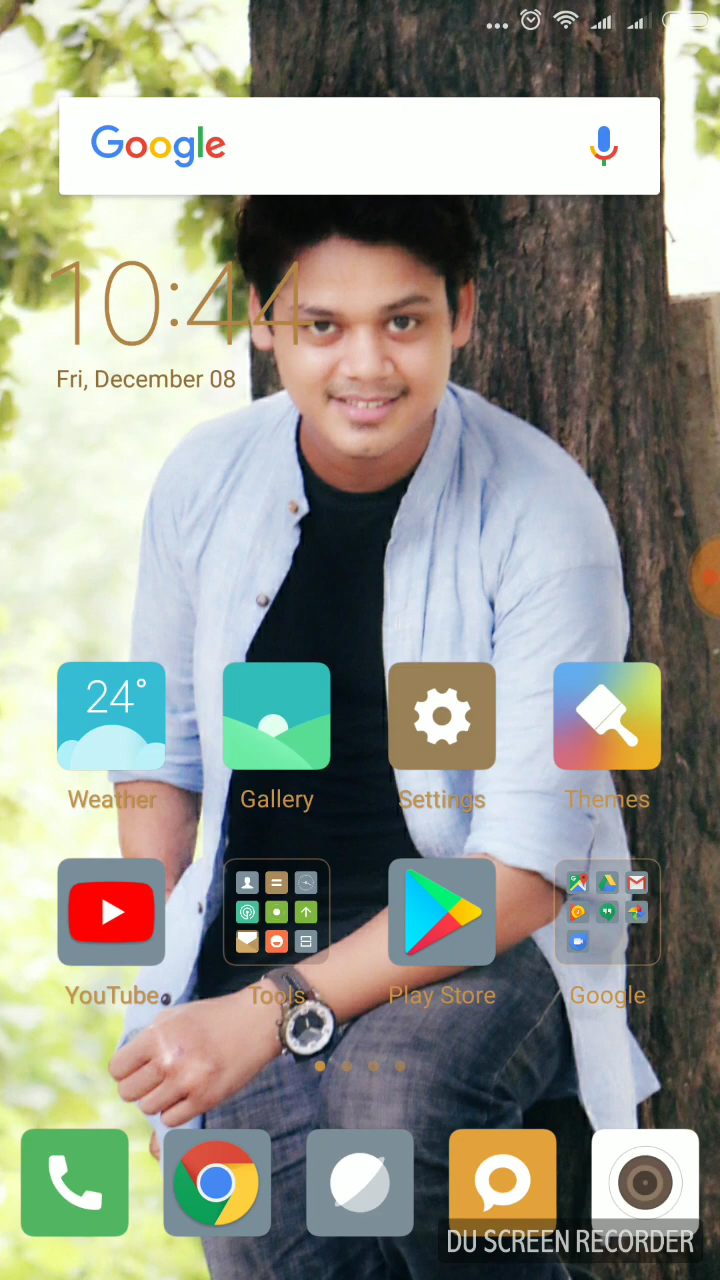 Google
10:44
Fri, December 08
24°
Weather
Gallery
Settings
Themes
YouTube
Tools
Play Store
Google
DU SCREEN RECORDER